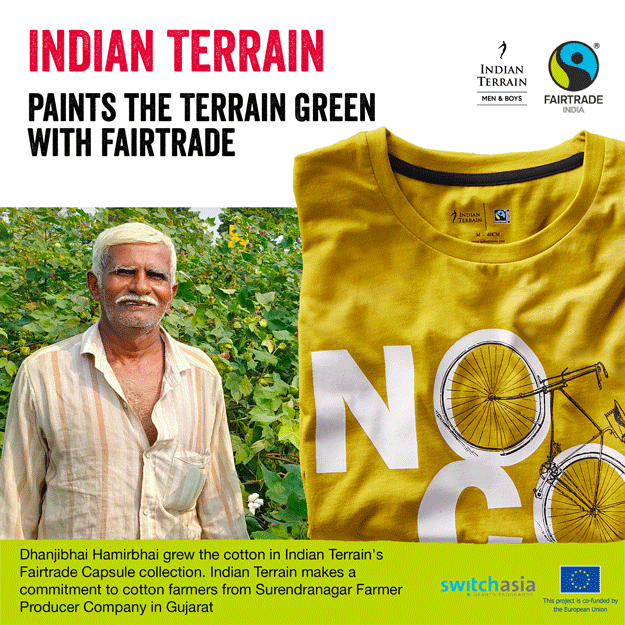 INDIAN TERRAIN
PAINTS THE TERRAIN GREEN
WITH FAIRTRADE
INDIAN
TERRAIN
MEN & BOYS
®
FAIRTRADE
INDIA
INDIAN
TERRAIN
M - 40CM
NO
CO
Dhanjibhai Hamirbhai grew the cotton in Indian Terrain's
Fairtrade Capsule collection. Indian Terrain makes a
commitment to cotton farmers from Surendranagar Farmer
Producer Company in Gujarat
switchasia
This project is co-funded by
the European Union